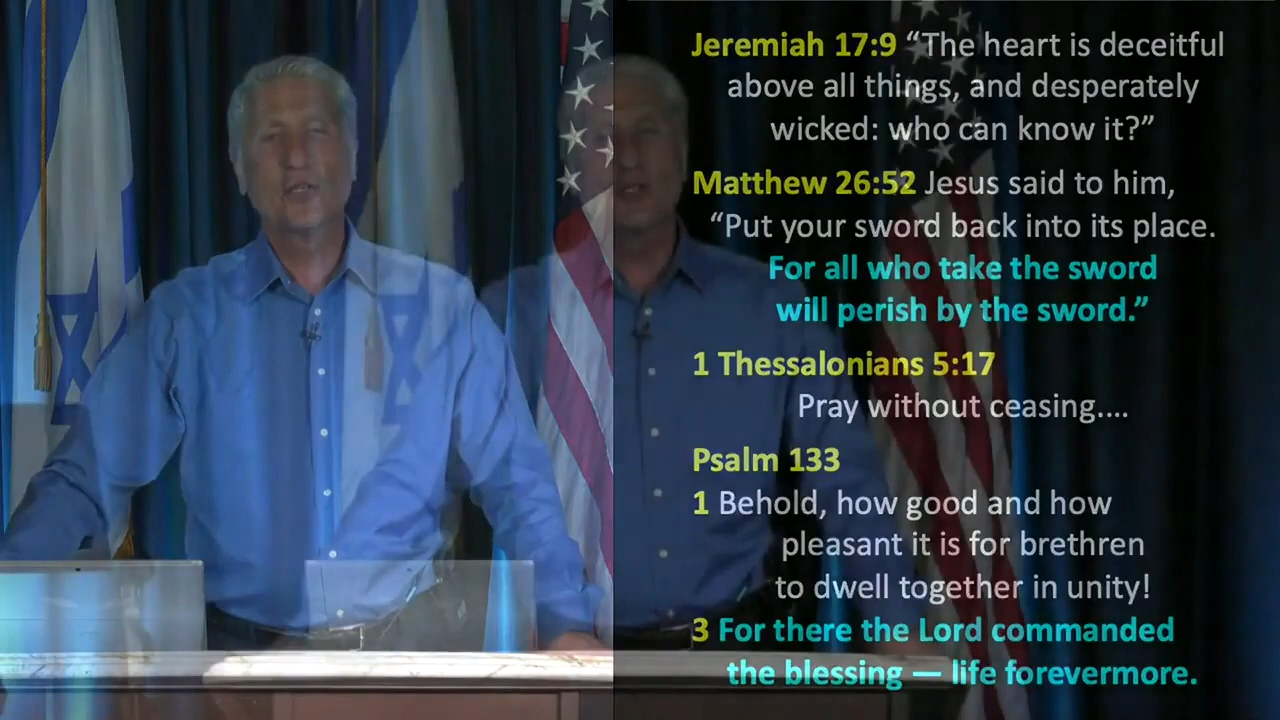 Jeremiah 17:9 “The heart is deceitful
above all things, and desperately
wicked: who can know it?”
Matthew 26:52 Jesus said to him,
“Put your sword back into its place.
For all who take the sword
will perish by the sword.”
1 Thessalonians 5:17
Pray without ceasing....
Psalm 133
1 Behold, how good and how
pleasant it is for brethren
to dwell together in unity!
3 For there the Lord commanded
the blessing — life forevermore.